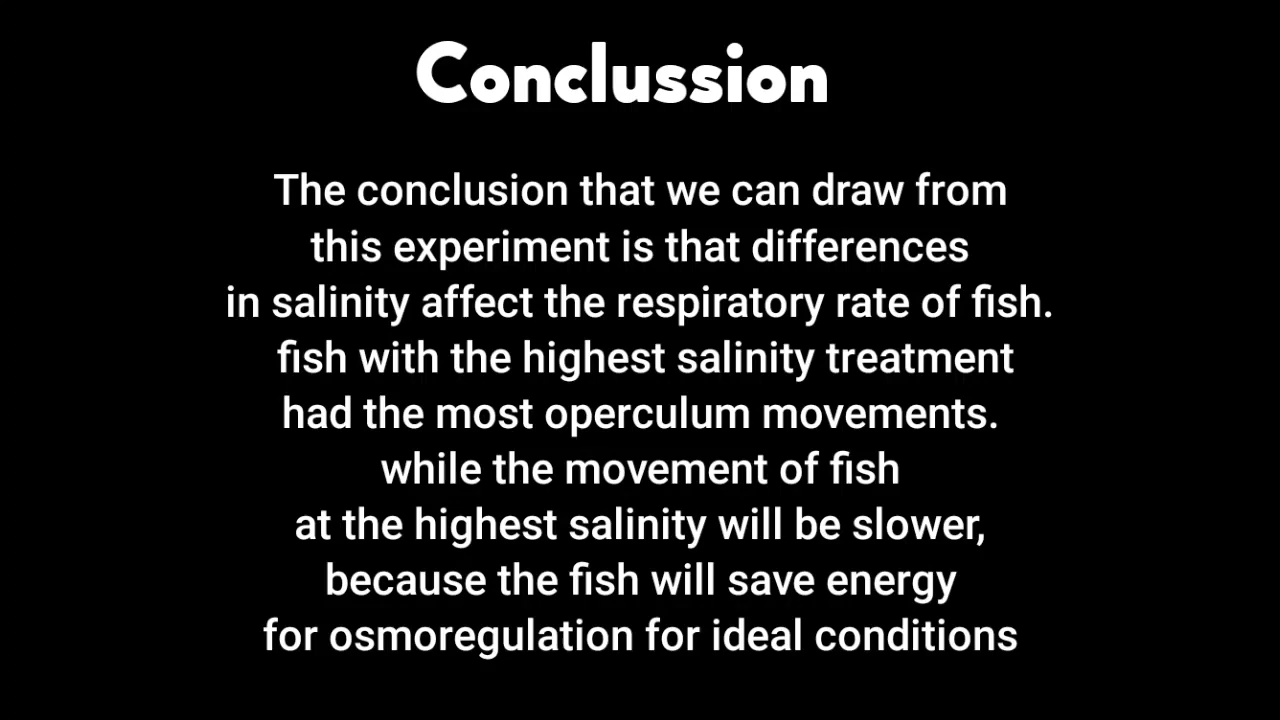 Conclussion
The conclusion that we can draw from
this experiment is that differences
in salinity affect the respiratory rate of fish.
fish with the highest salinity treatment
had the most operculum movements.
while the movement of fish
at the highest salinity will be slower,
because the fish will save energy
for osmoregulation for ideal conditions